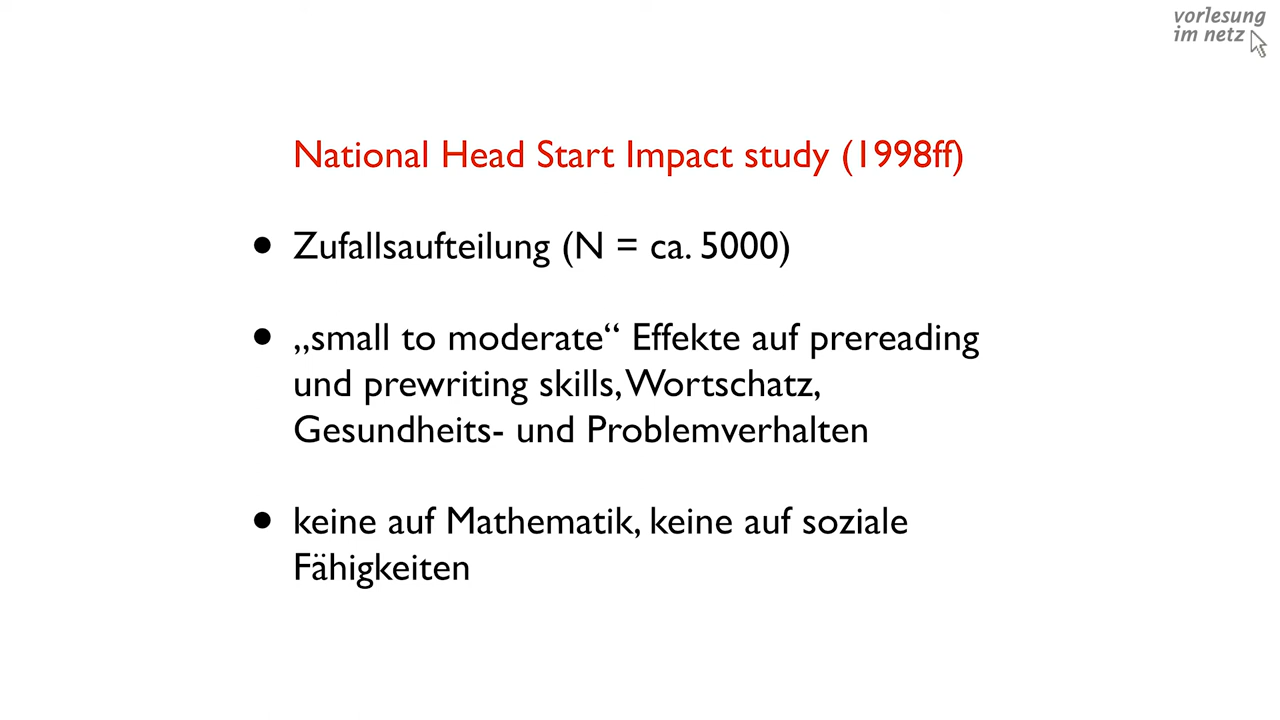 vorlesung
im netz
National Head Start Impact study (1998ff)
• Zufallsaufteilung (N = ca. 5000)
• „small to moderate“ Effekte auf prereading
und prewriting skills, Wortschatz,
Gesundheits- und Problemverhalten
• keine auf Mathematik, keine auf soziale
Fähigkeiten